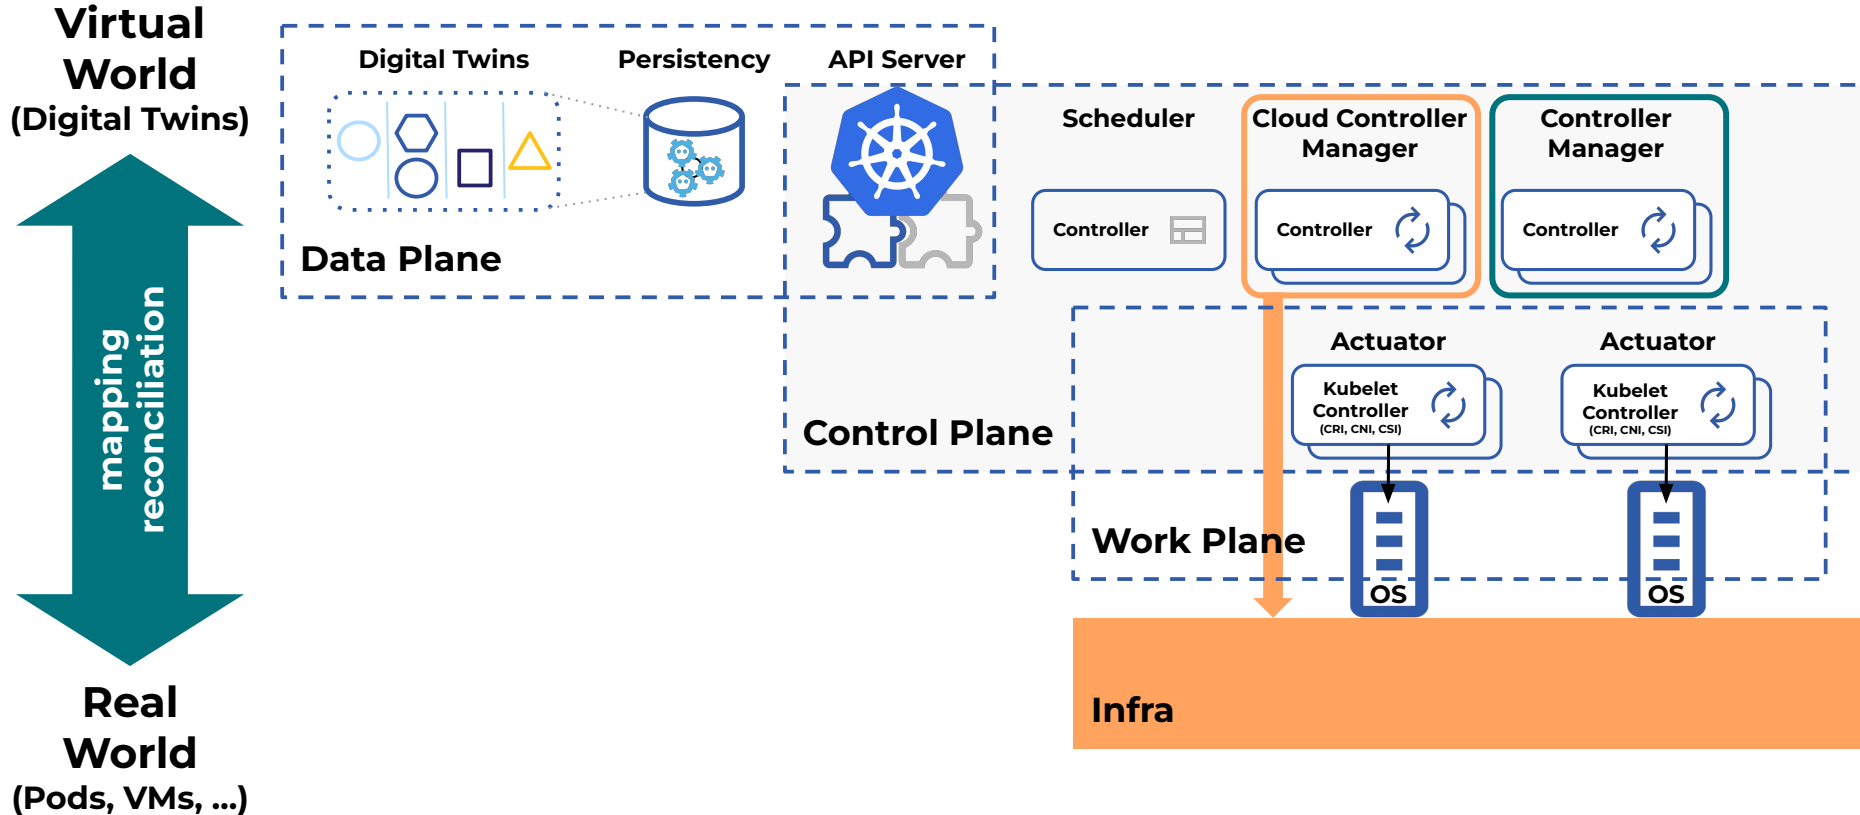 Virtual
World
(Digital Twins)
mapping
reconciliation
Real
World
(Pods, VMs, ...)
Digital Twins
Persistency
API Server
Data Plane
Scheduler
Controller
Cloud Controller
Manager
Controller
Controller
Manager
Controller
Control Plane
Actuator
Kubelet
Controller
(CRI, CNI, CSI)
Actuator
Kubelet
Controller
(CRI, CNI, CSI)
Work Plane
OS
OS
Infra